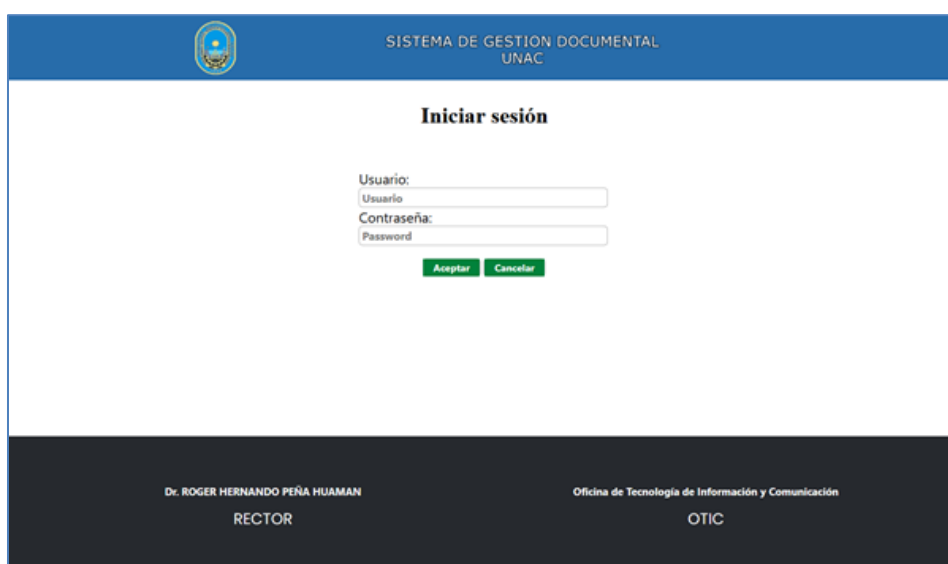 SISTEMA DE GESTION DOCUMENTAL
UNAC
Iniciar sesión
Usuario:
Usuario
Contraseña:
Password
Aceptar Cancelar
Dr. ROGER HERNANDO PEÑA HUAMAN
RECTOR
Oficina de Tecnología de Información y Comunicación
OTIC